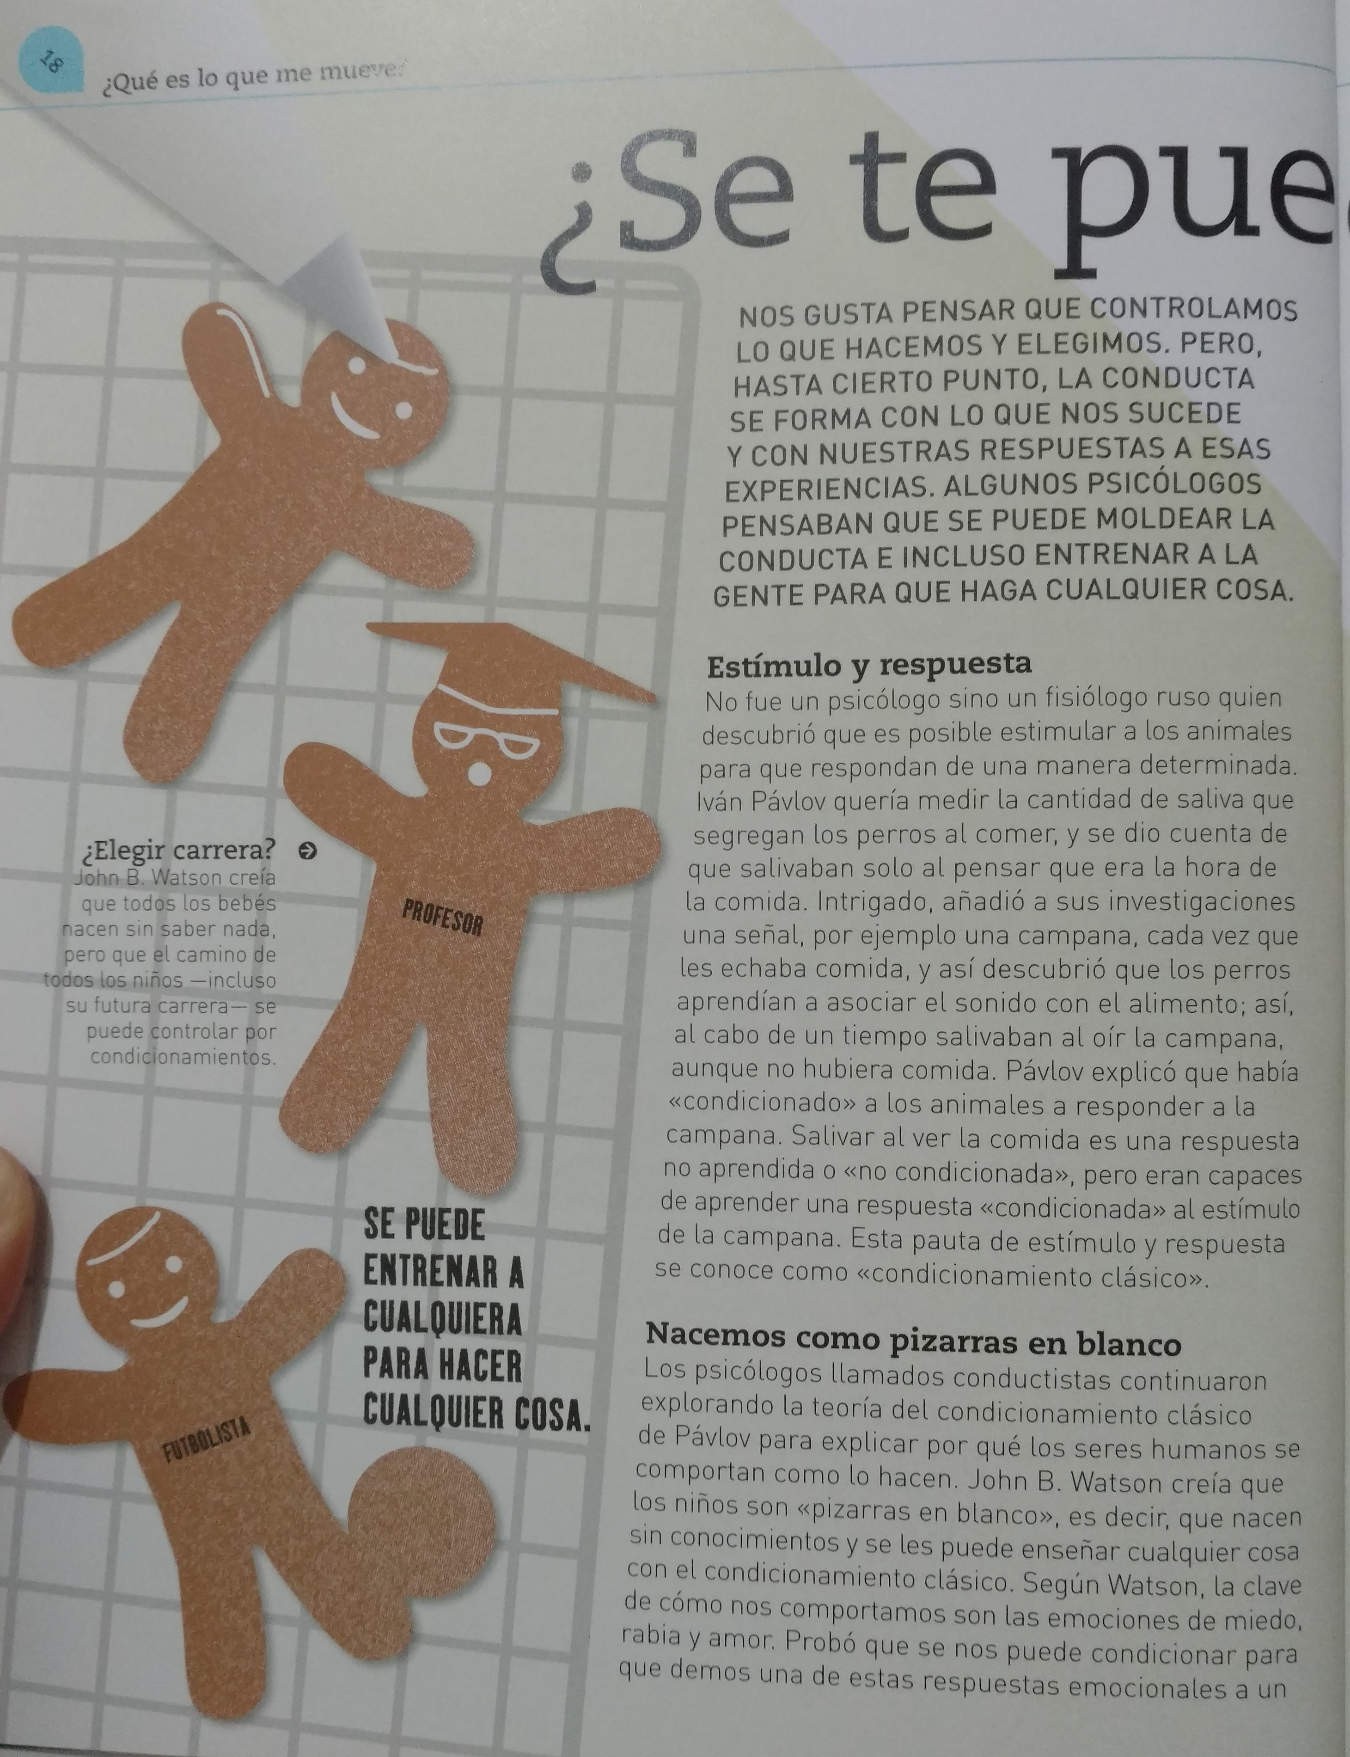 18
¿Qué es lo que me mueve?
¿Se te pue
NOS GUSTA PENSAR QUE CONTROLAMOS
LO QUE HACEMOS Y ELEGIMOS. PERO,
HASTA CIERTO PUNTO, LA CONDUCTA
SE FORMA CON LO QUE NOS SUCEDE
Y CON NUESTRAS RESPUESTAS A ESAS
EXPERIENCIAS. ALGUNOS PSICÓLOGOS
PENSABAN QUE SE PUEDE MOLDEAR LA
CONDUCTA E INCLUSO ENTRENAR A LA
GENTE PARA QUE HAGA CUALQUIER COSA.
Estímulo y respuesta
No fue un psicólogo sino un fisiólogo ruso quien
descubrió que es posible estimular a los animales
para que respondan de una manera determinada.
Iván Pávlov quería medir la cantidad de saliva que
segregan los perros al comer, y se dio cuenta de
que salivaban solo al pensar que era la hora de
la comida. Intrigado, añadió a sus investigaciones
una señal, por ejemplo una campana, cada vez que
les echaba comida, y así descubrió que los perros
aprendían a asociar el sonido con el alimento; así,
al cabo de un tiempo salivaban al oír la campana,
aunque no hubiera comida. Pávlov explicó que había
«condicionado» a los animales a responder a la
campana. Salivar al ver la comida es una respuesta
no aprendida o «no condicionada», pero eran capaces
de aprender una respuesta «condicionada» al estímulo
de la campana. Esta pauta de estímulo y respuesta
se conoce como «condicionamiento clásico».
Nacemos como pizarras en blanco
Los psicólogos llamados conductistas continuaron
explorando la teoría del condicionamiento clásico
de Pávlov para explicar por qué los seres humanos se
comportan como lo hacen. John B. Watson creía que
los niños son «pizarras en blanco», es decir, que nacen
sin conocimientos y se les puede enseñar cualquier cosa
con el condicionamiento clásico. Según Watson, la clave
de cómo nos comportamos son las emociones de miedo,
rabia y amor. Probó que se nos puede condicionar para
que demos una de estas respuestas emocionales a un
¿Elegir carrera?
John B. Watson creía
que todos los bebés
nacen sin saber nada,
pero que el camino de
todos los niños —incluso
su futura carrera— se
puede controlar por
condicionamientos.
PROFESOR
SE PUEDE
ENTRENAR A
CUALQUIERA
PARA HACER
CUALQUIER COSA.
FUTBOLISTA